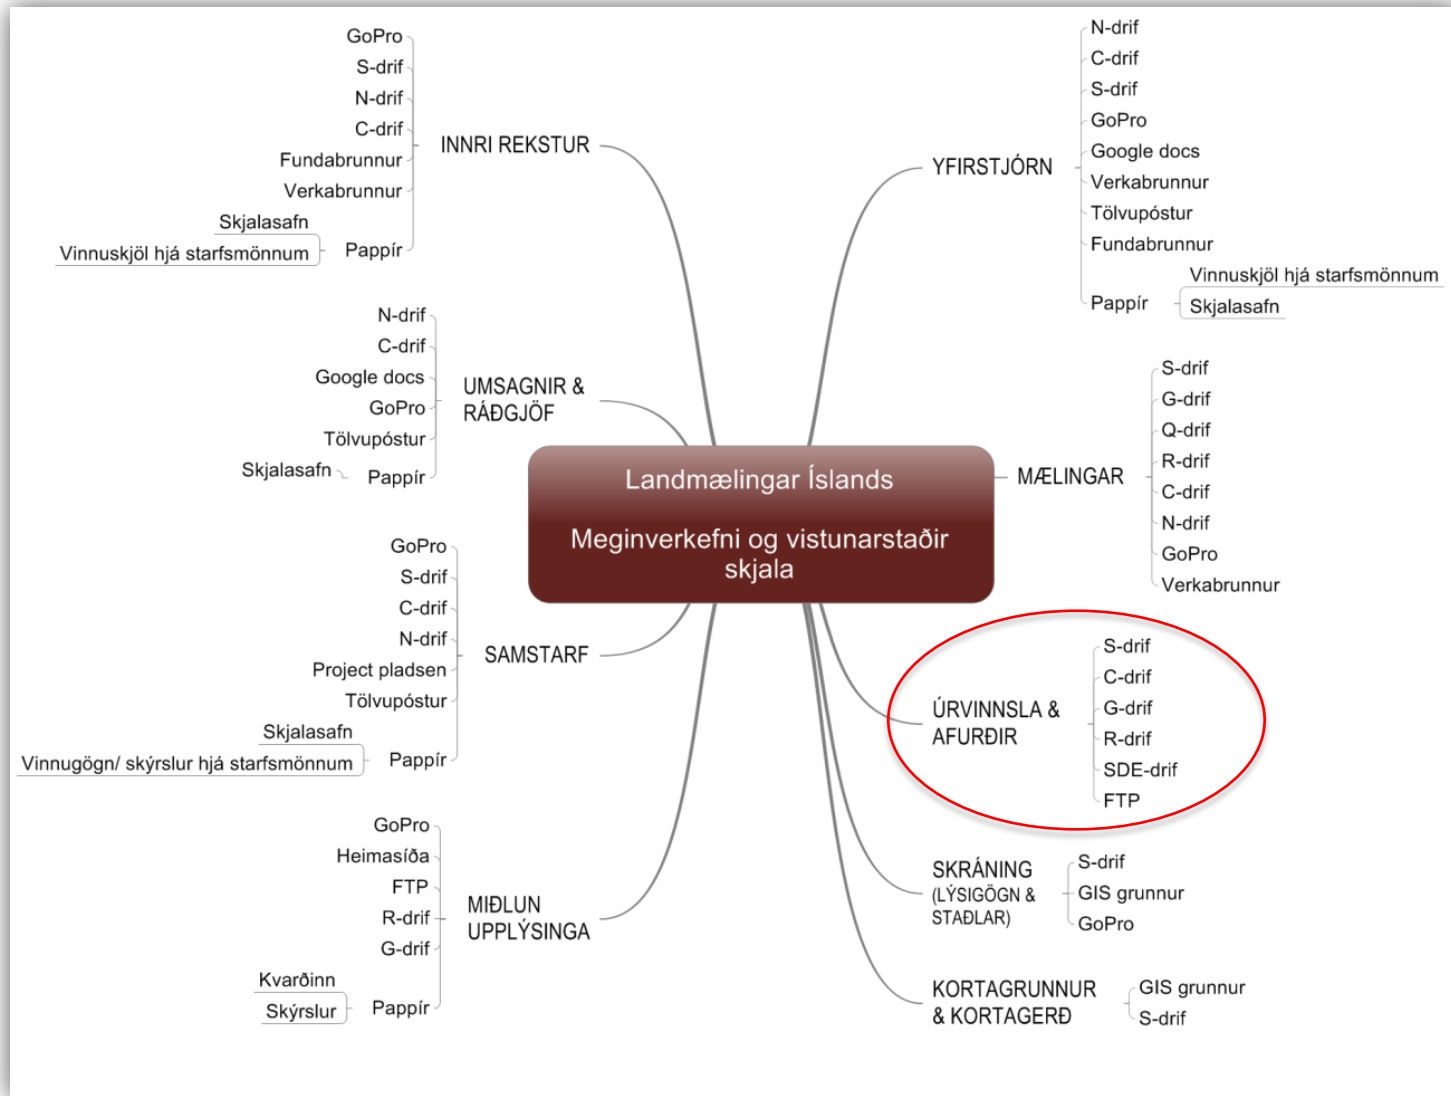 Landmælingar Íslands
Meginverkefni og vistunarstaðir
skjala
INNRI REKSTUR
GoPro
S-drif
N-drif
C-drif
Fundabrunnur
Verkabrunnur
Pappír
Skjalasafn
Vinnuskjöl hjá starfsmönnum
UMSAGNIR &
RÁÐGJÖF
N-drif
C-drif
Google docs
GoPro
Tölvupóstur
Pappír
Skjalasafn
SAMSTARF
GoPro
S-drif
C-drif
N-drif
Project pladsen
Tölvupóstur
Pappír
Skjalasafn
Vinnugögn/ skýrslur hjá starfsmönnum
MIÐLUN
UPPLÝSINGA
GoPro
Heimasíða
FTP
R-drif
G-drif
Pappír
Kvarðinn
Skýrslur
YFIRSTJÓRN
N-drif
C-drif
S-drif
GoPro
Google docs
Verkabrunnur
Tölvupóstur
Fundabrunnur
Pappír
Vinnuskjöl hjá starfsmönnum
Skjalasafn
MÆLINGAR
S-drif
G-drif
Q-drif
R-drif
C-drif
N-drif
GoPro
Verkabrunnur
ÚRVINNSLA &
AFURÐIR
S-drif
C-drif
G-drif
R-drif
SDE-drif
FTP
SKRÁNING
(LÝSIGÖGN &
STAÐLAR)
S-drif
GIS grunnur
GoPro
KORTAGRUNNUR
& KORTAGERÐ
GIS grunnur
S-drif